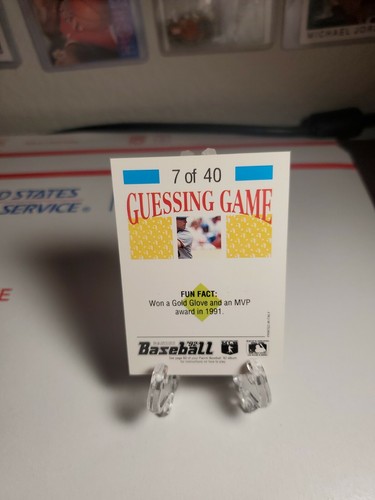 MICHAEL JOR
7 of 40
GUESSING GAME
D STATES
SERVICE
E
FUN FACT:
Won a Gold Glove and an MVP
award in 1991.
Baseball